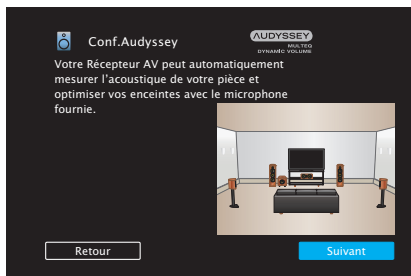 Conf.Audyssey
AUDYSSEY
MULTEQ
DYNAMIC VOLUME
Votre Récepteur AV peut automatiquement
mesurer l'acoustique de votre pièce et
optimiser vos enceintes avec le microphone
fournie.
Retour
Suivant